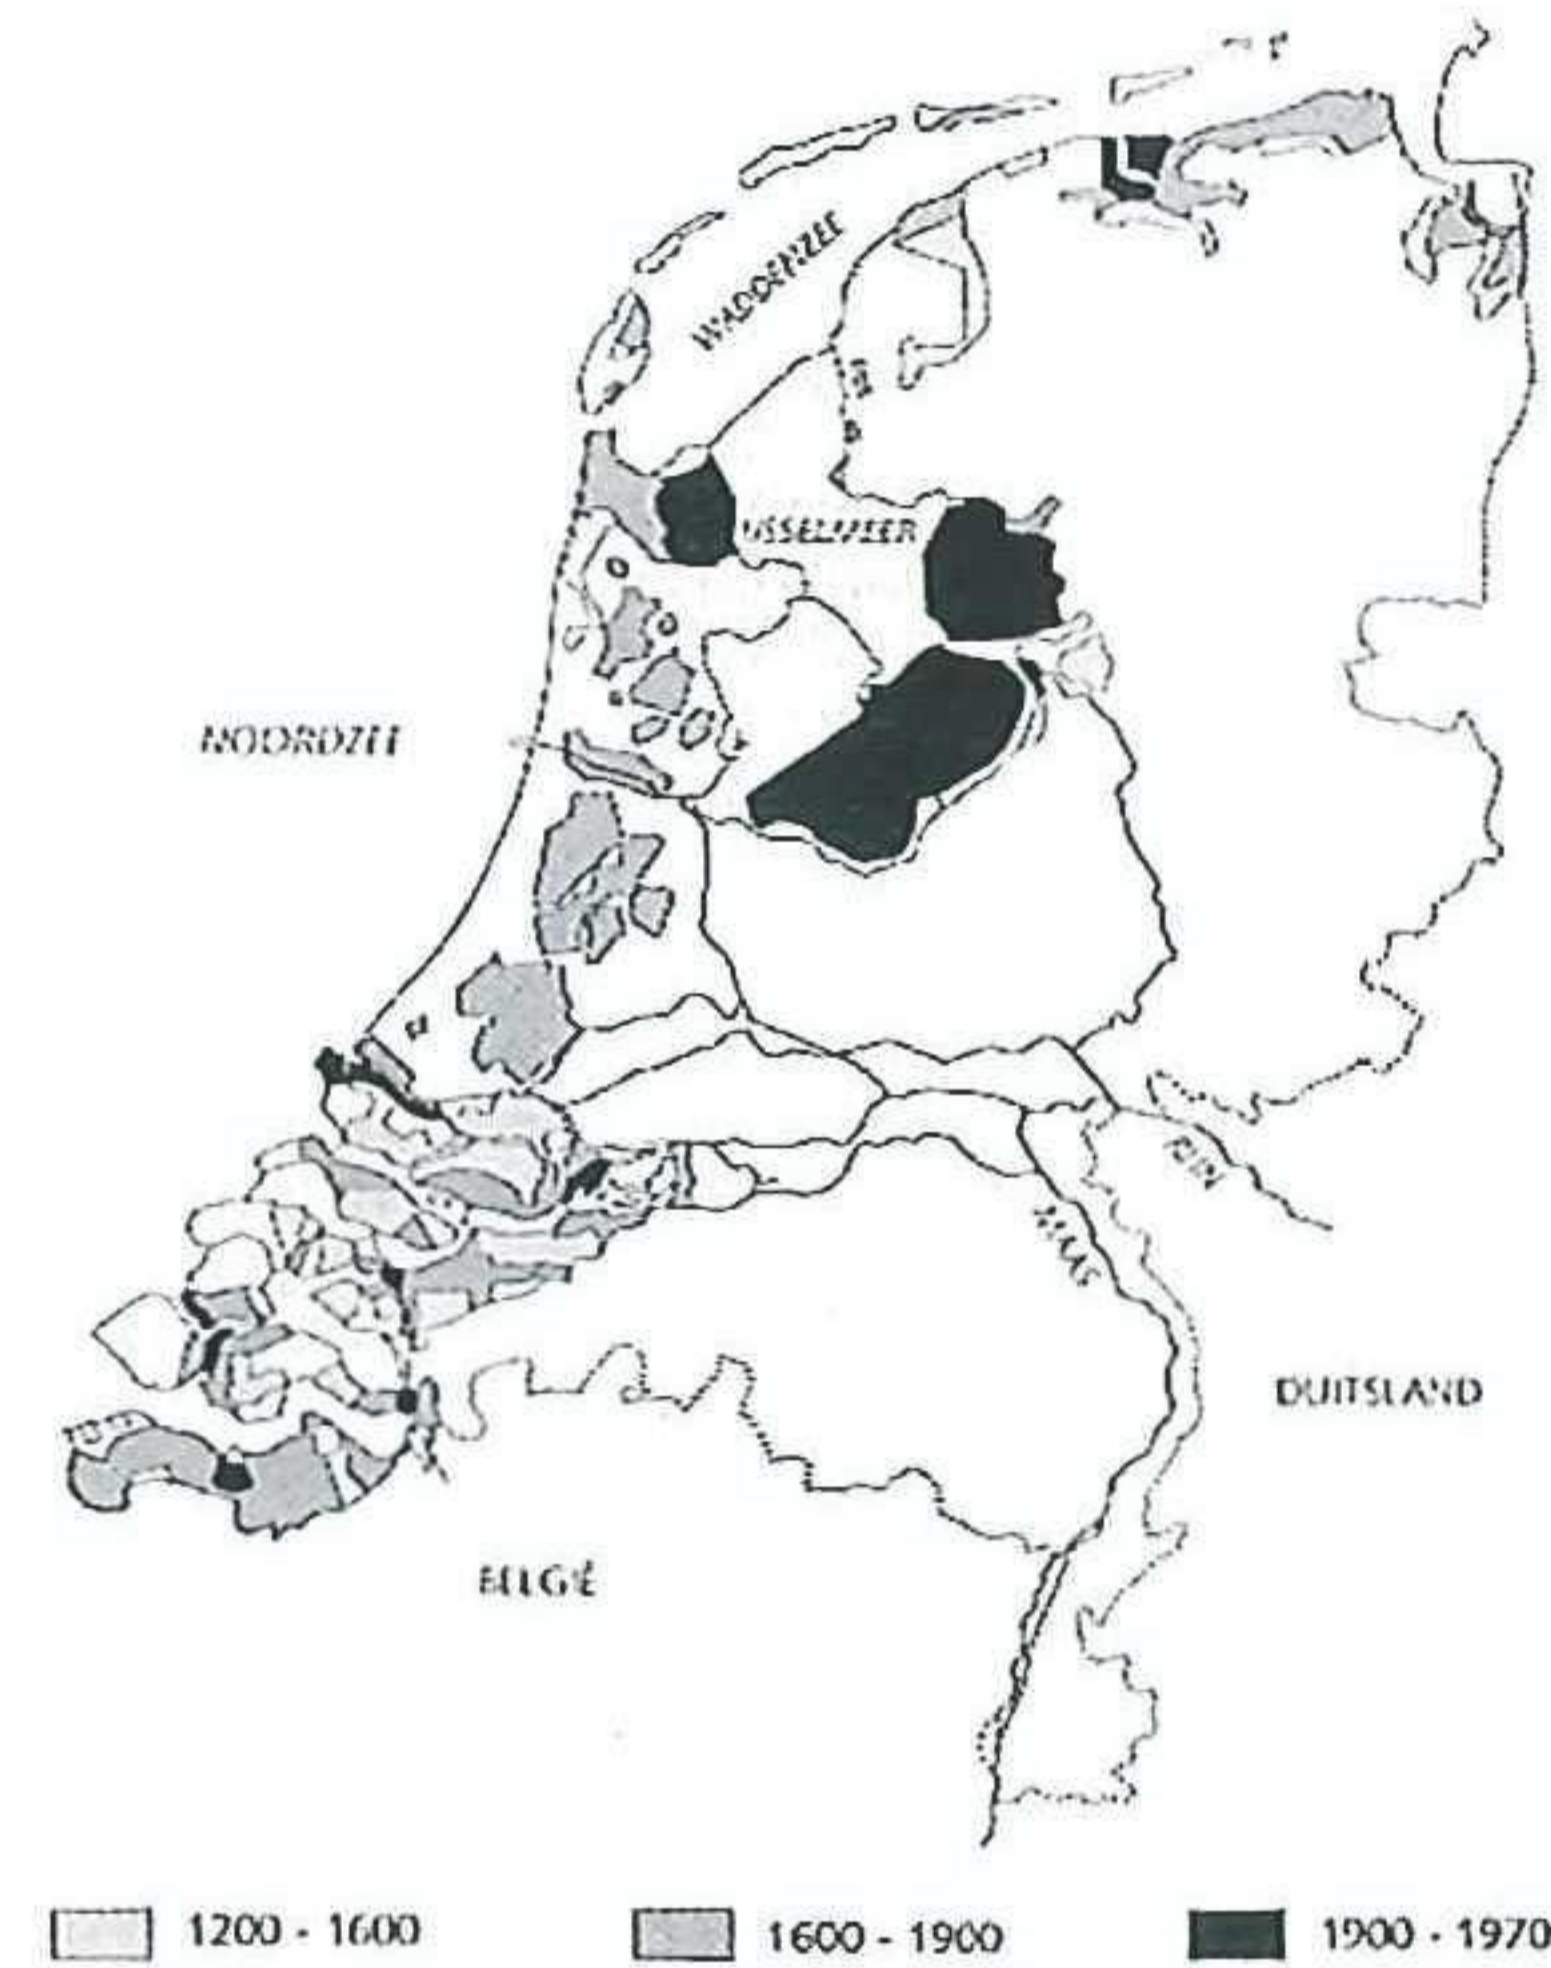 WADDENZEE
IJSSELMEER
NOORDZEE
RIJN
MAAS
DUITSLAND
BELGIË
1200 - 1600
1600 - 1900
1900 - 1970